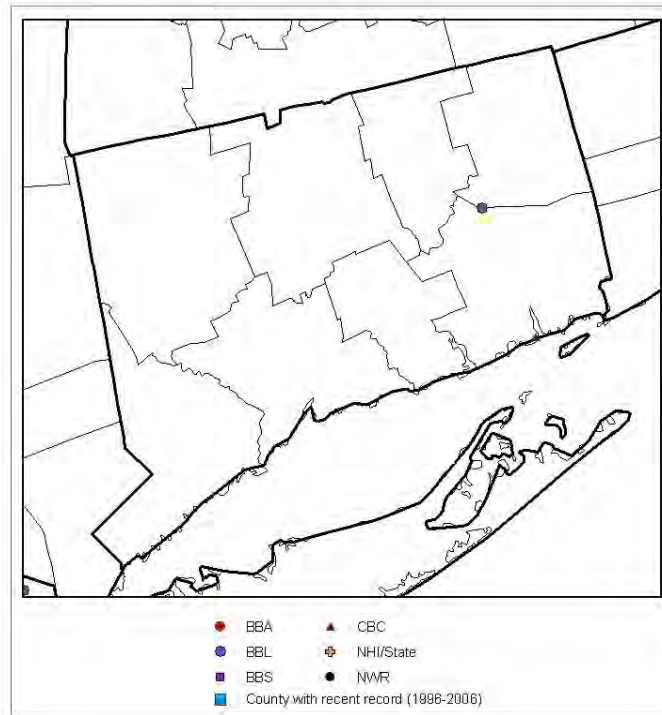 BBA
CBC
BBL
NHI/State
BBS
NWR
County with recent record (1996-2006)